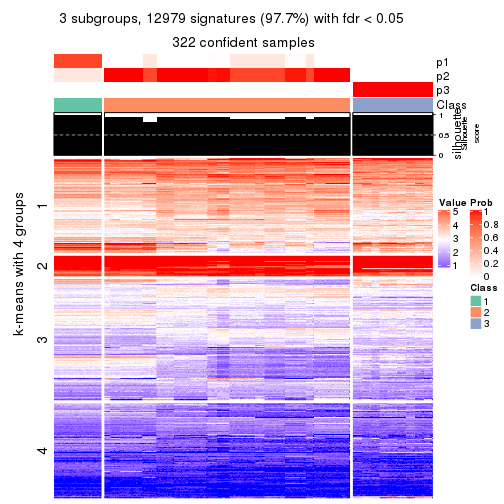 3 subgroups, 12979 signatures (97.7%) with fdr < 0.05
322 confident samples
p1
p2
p3
Class
silhouette
Silhouette
score
1
0.5
0
k-means with 4 groups
1
2
3
4
Value
5
4
3
2
1
Prob
1
0.8
0.6
0.4
0.2
0
Class
1
2
3